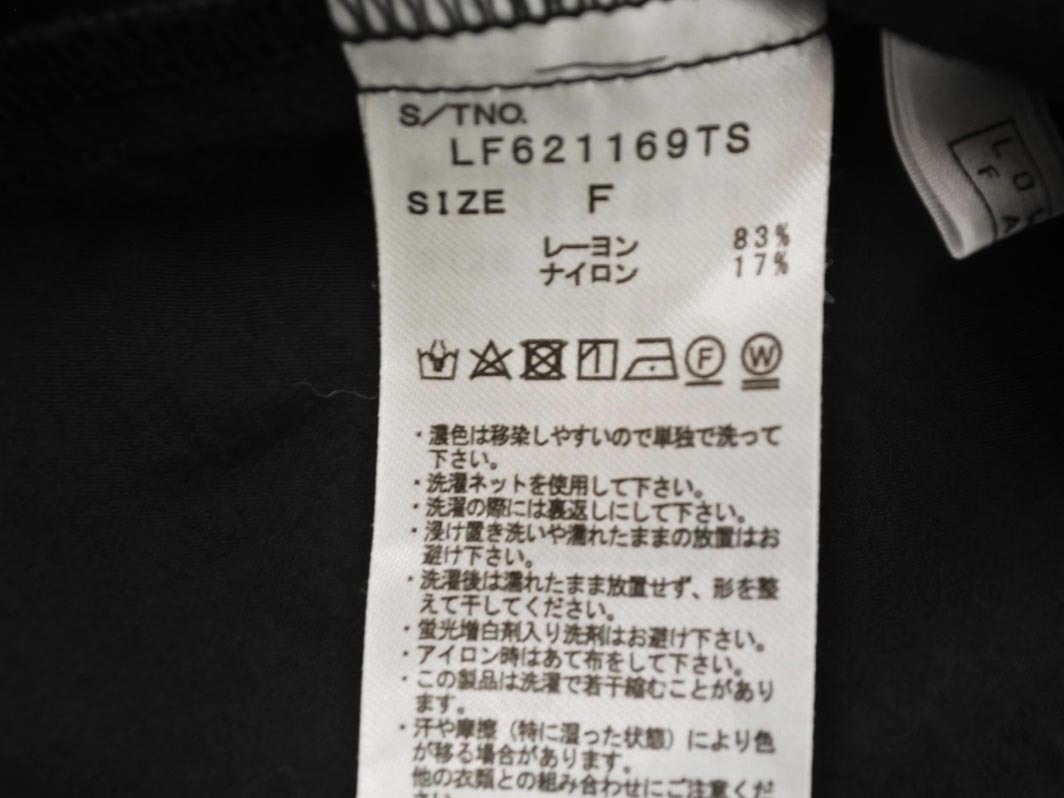 S/TNO.
LF621169TS
SIZE F
レーヨン 83%
ナイロン 17%
F W
・濃色は移染しやすいので単独で洗って
下さい。
・洗濯ネットを使用して下さい。
・洗濯の際には裏返しにして下さい。
・浸け置き洗いや濡れたままの放置はお
避け下さい。
・洗濯後は濡れたまま放置せず、形を整
えて干してください。
・蛍光増白剤入り洗剤はお避け下さい。
・アイロン時はあて布をして下さい。
・この製品は洗濯で若干縮むことがあり
ます。
・汗や摩擦（特に湿った状態）により色
が移る場合があります。
他の衣類との組み合わせにご注意くだ
さい。
L O
F
A